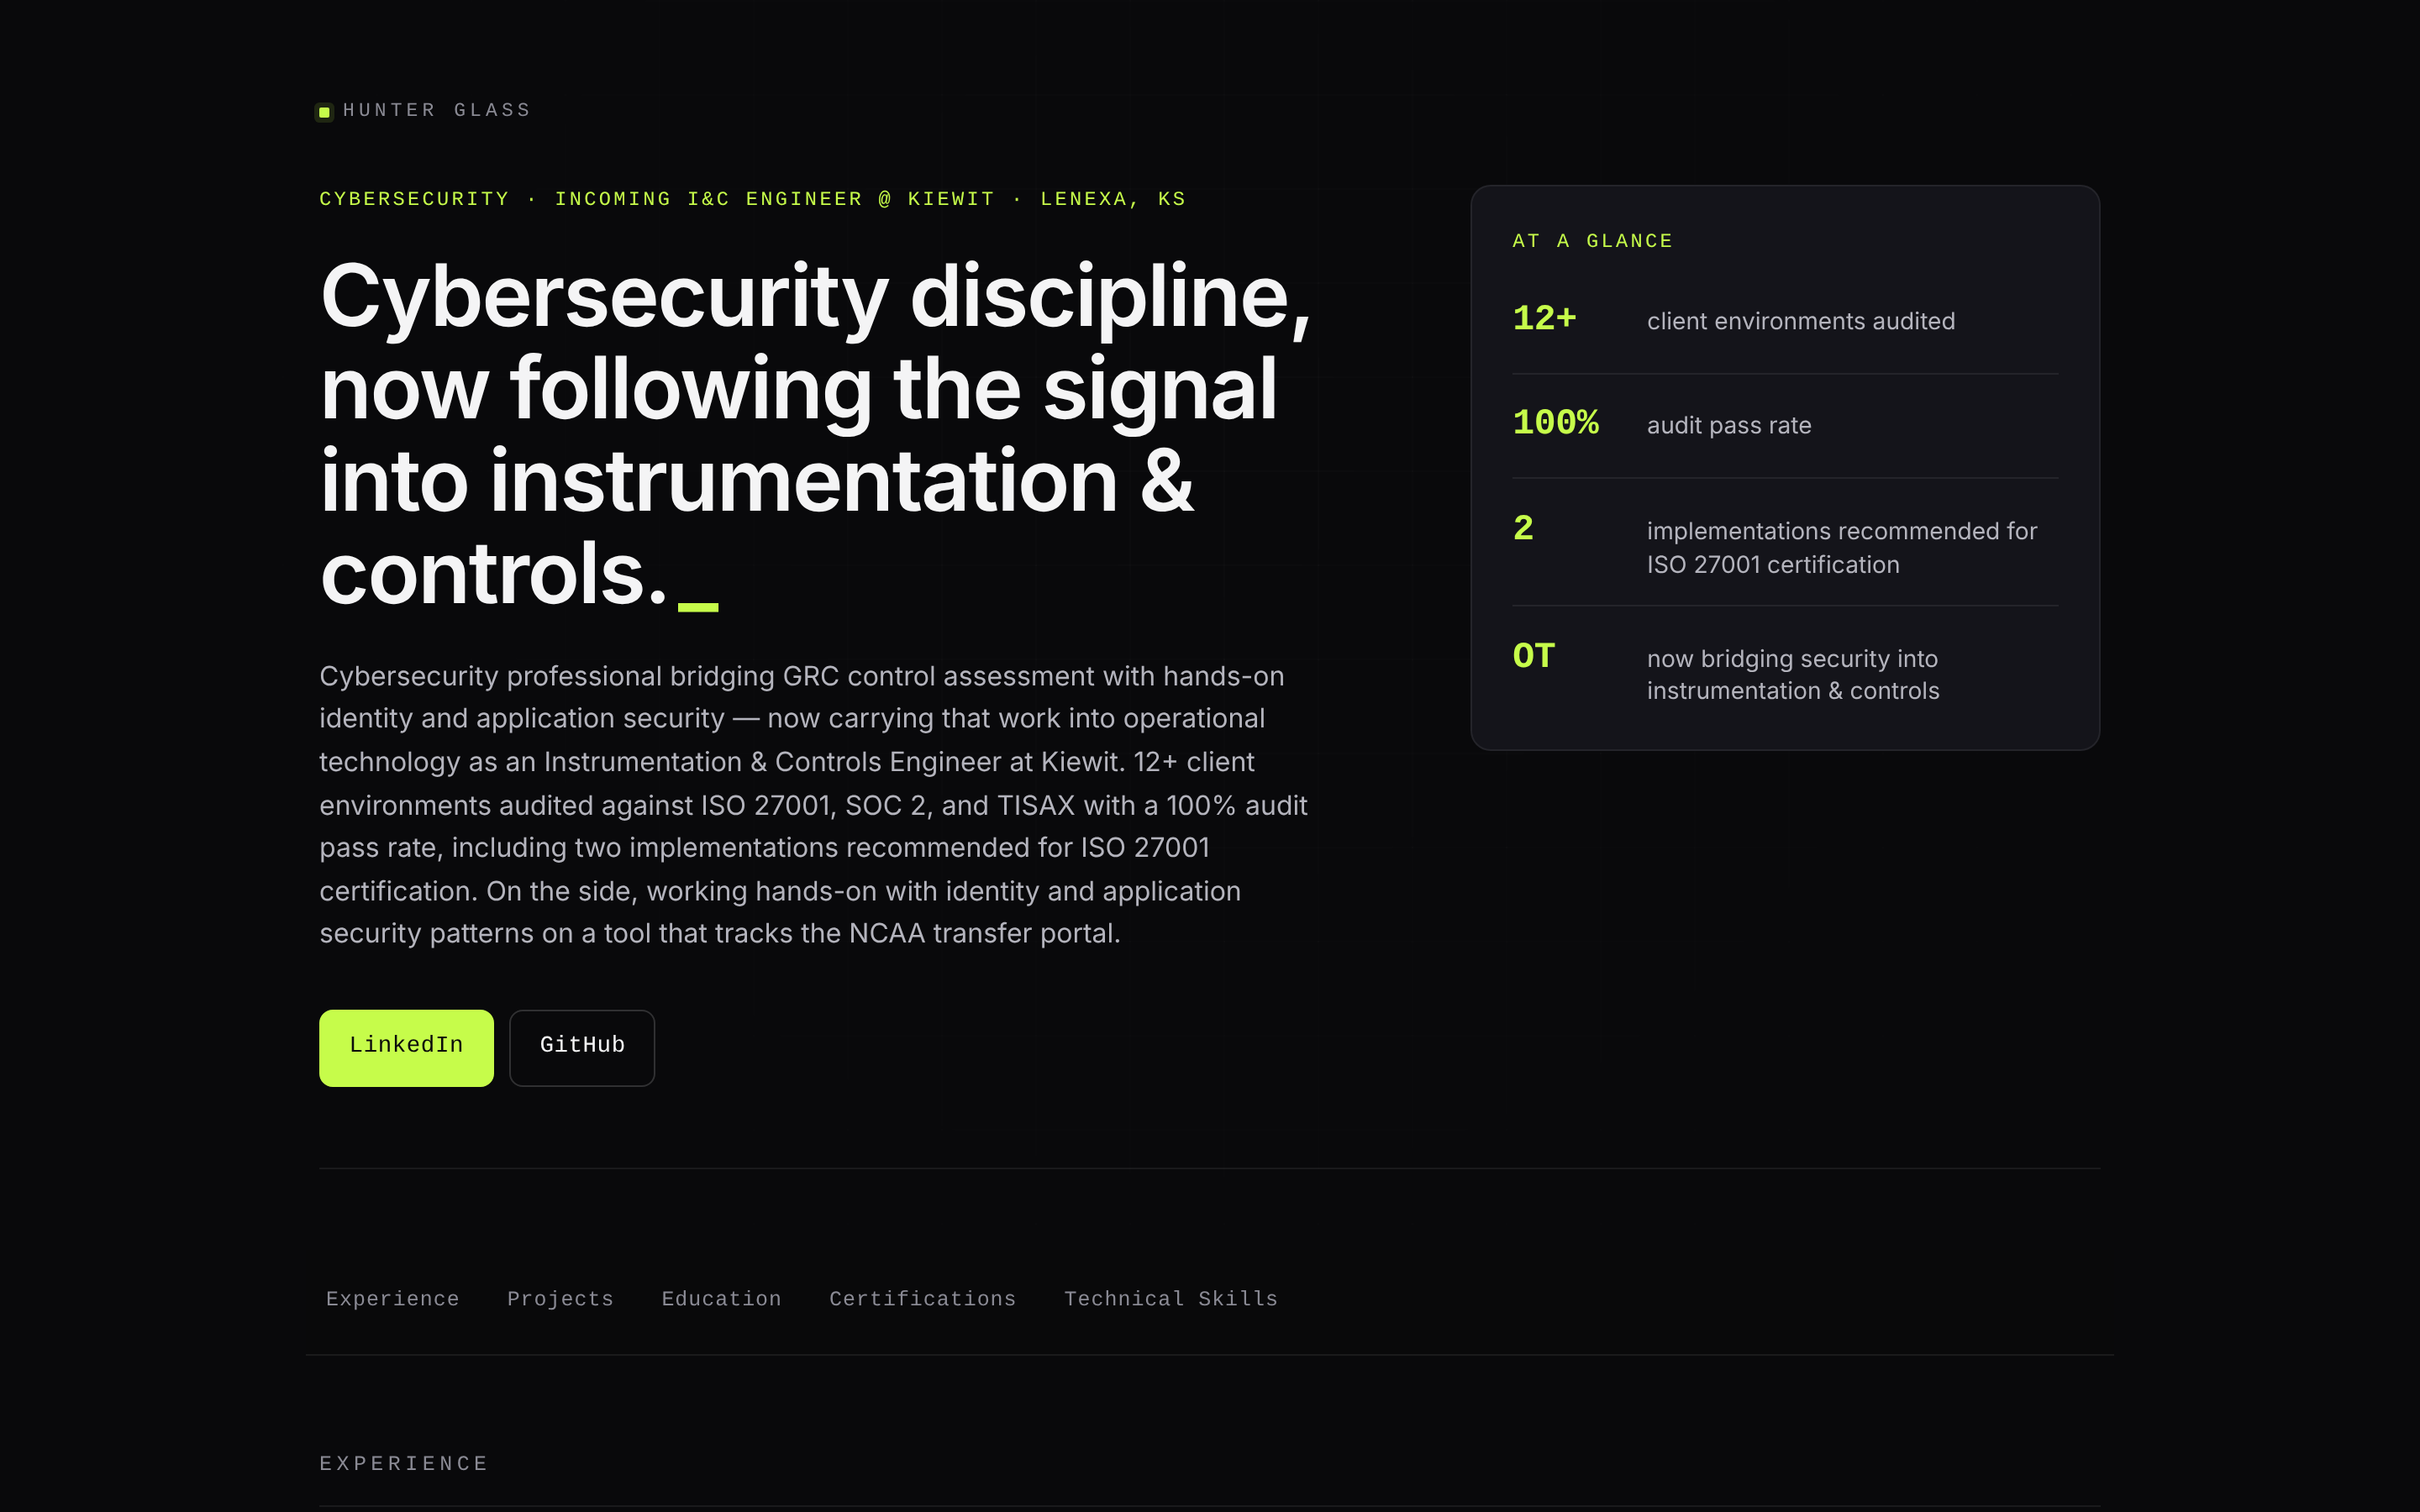 HUNTER GLASS
CYBERSECURITY · INCOMING I&C ENGINEER @ KIEWIT · LENEXA, KS
Cybersecurity discipline,
now following the signal
into instrumentation &
controls._
Cybersecurity professional bridging GRC control assessment with hands-on
identity and application security — now carrying that work into operational
technology as an Instrumentation & Controls Engineer at Kiewit. 12+ client
environments audited against ISO 27001, SOC 2, and TISAX with a 100% audit
pass rate, including two implementations recommended for ISO 27001
certification. On the side, working hands-on with identity and application
security patterns on a tool that tracks the NCAA transfer portal.
LinkedIn GitHub
AT A GLANCE
12+ client environments audited
100% audit pass rate
2 implementations recommended for
ISO 27001 certification
OT now bridging security into
instrumentation & controls
Experience Projects Education Certifications Technical Skills
EXPERIENCE